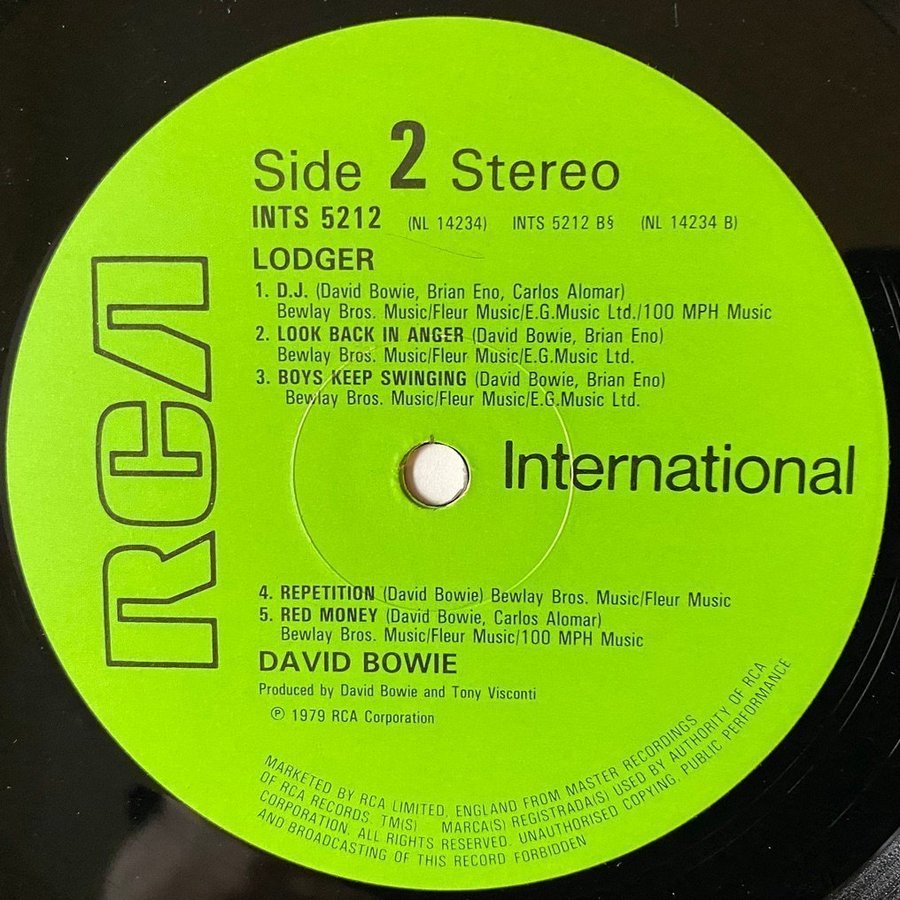 RCA
Side 2 Stereo
INTS 5212 (NL 14234) INTS 5212 B§ (NL 14234 B)
LODGER
1. D.J. (David Bowie, Brian Eno, Carlos Alomar)
Bewlay Bros. Music/Fleur Music/E.G.Music Ltd./100 MPH Music
2. LOOK BACK IN ANGER (David Bowie, Brian Eno)
Bewlay Bros. Music/Fleur Music/E.G.Music Ltd.
3. BOYS KEEP SWINGING (David Bowie, Brian Eno)
Bewlay Bros. Music/Fleur Music/E.G.Music Ltd.
International
4. REPETITION (David Bowie) Bewlay Bros. Music/Fleur Music
5. RED MONEY (David Bowie, Carlos Alomar)
Bewlay Bros. Music/Fleur Music/100 MPH Music
DAVID BOWIE
Produced by David Bowie and Tony Visconti
℗ 1979 RCA Corporation
MARKETED BY RCA LIMITED, ENGLAND FROM MASTER RECORDINGS
OF RCA RECORDS TM(S) MARCA(S) REGISTRADA(S) USED BY AUTHORITY OF RCA
CORPORATION. ALL RIGHTS RESERVED. UNAUTHORISED COPYING, PUBLIC PERFORMANCE
AND BROADCASTING OF THIS RECORD FORBIDDEN